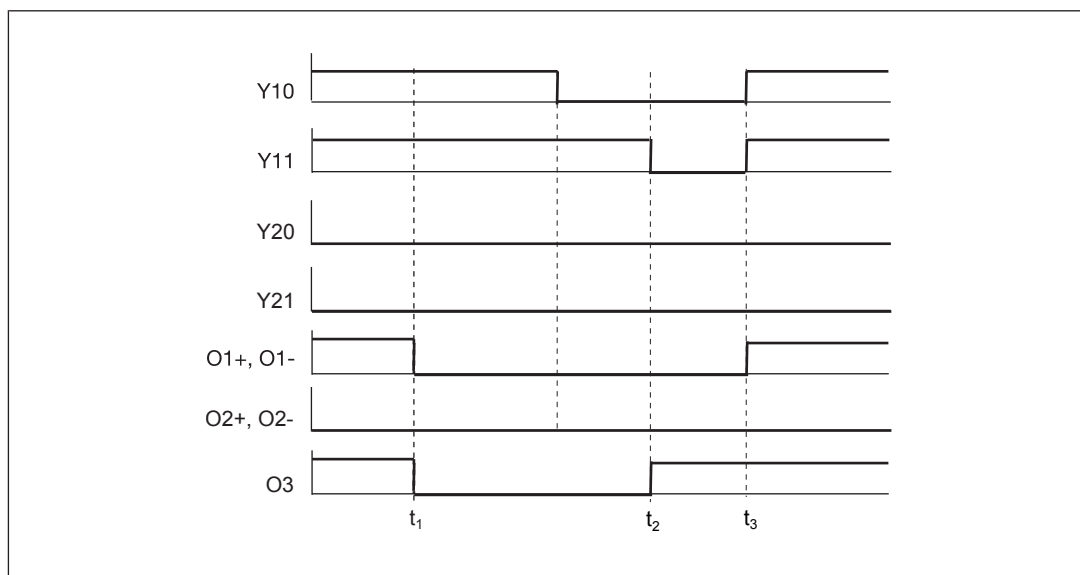 Y10
Y11
Y20
Y21
O1+, O1-
O2+, O2-
O3
t₁ t₂ t₃